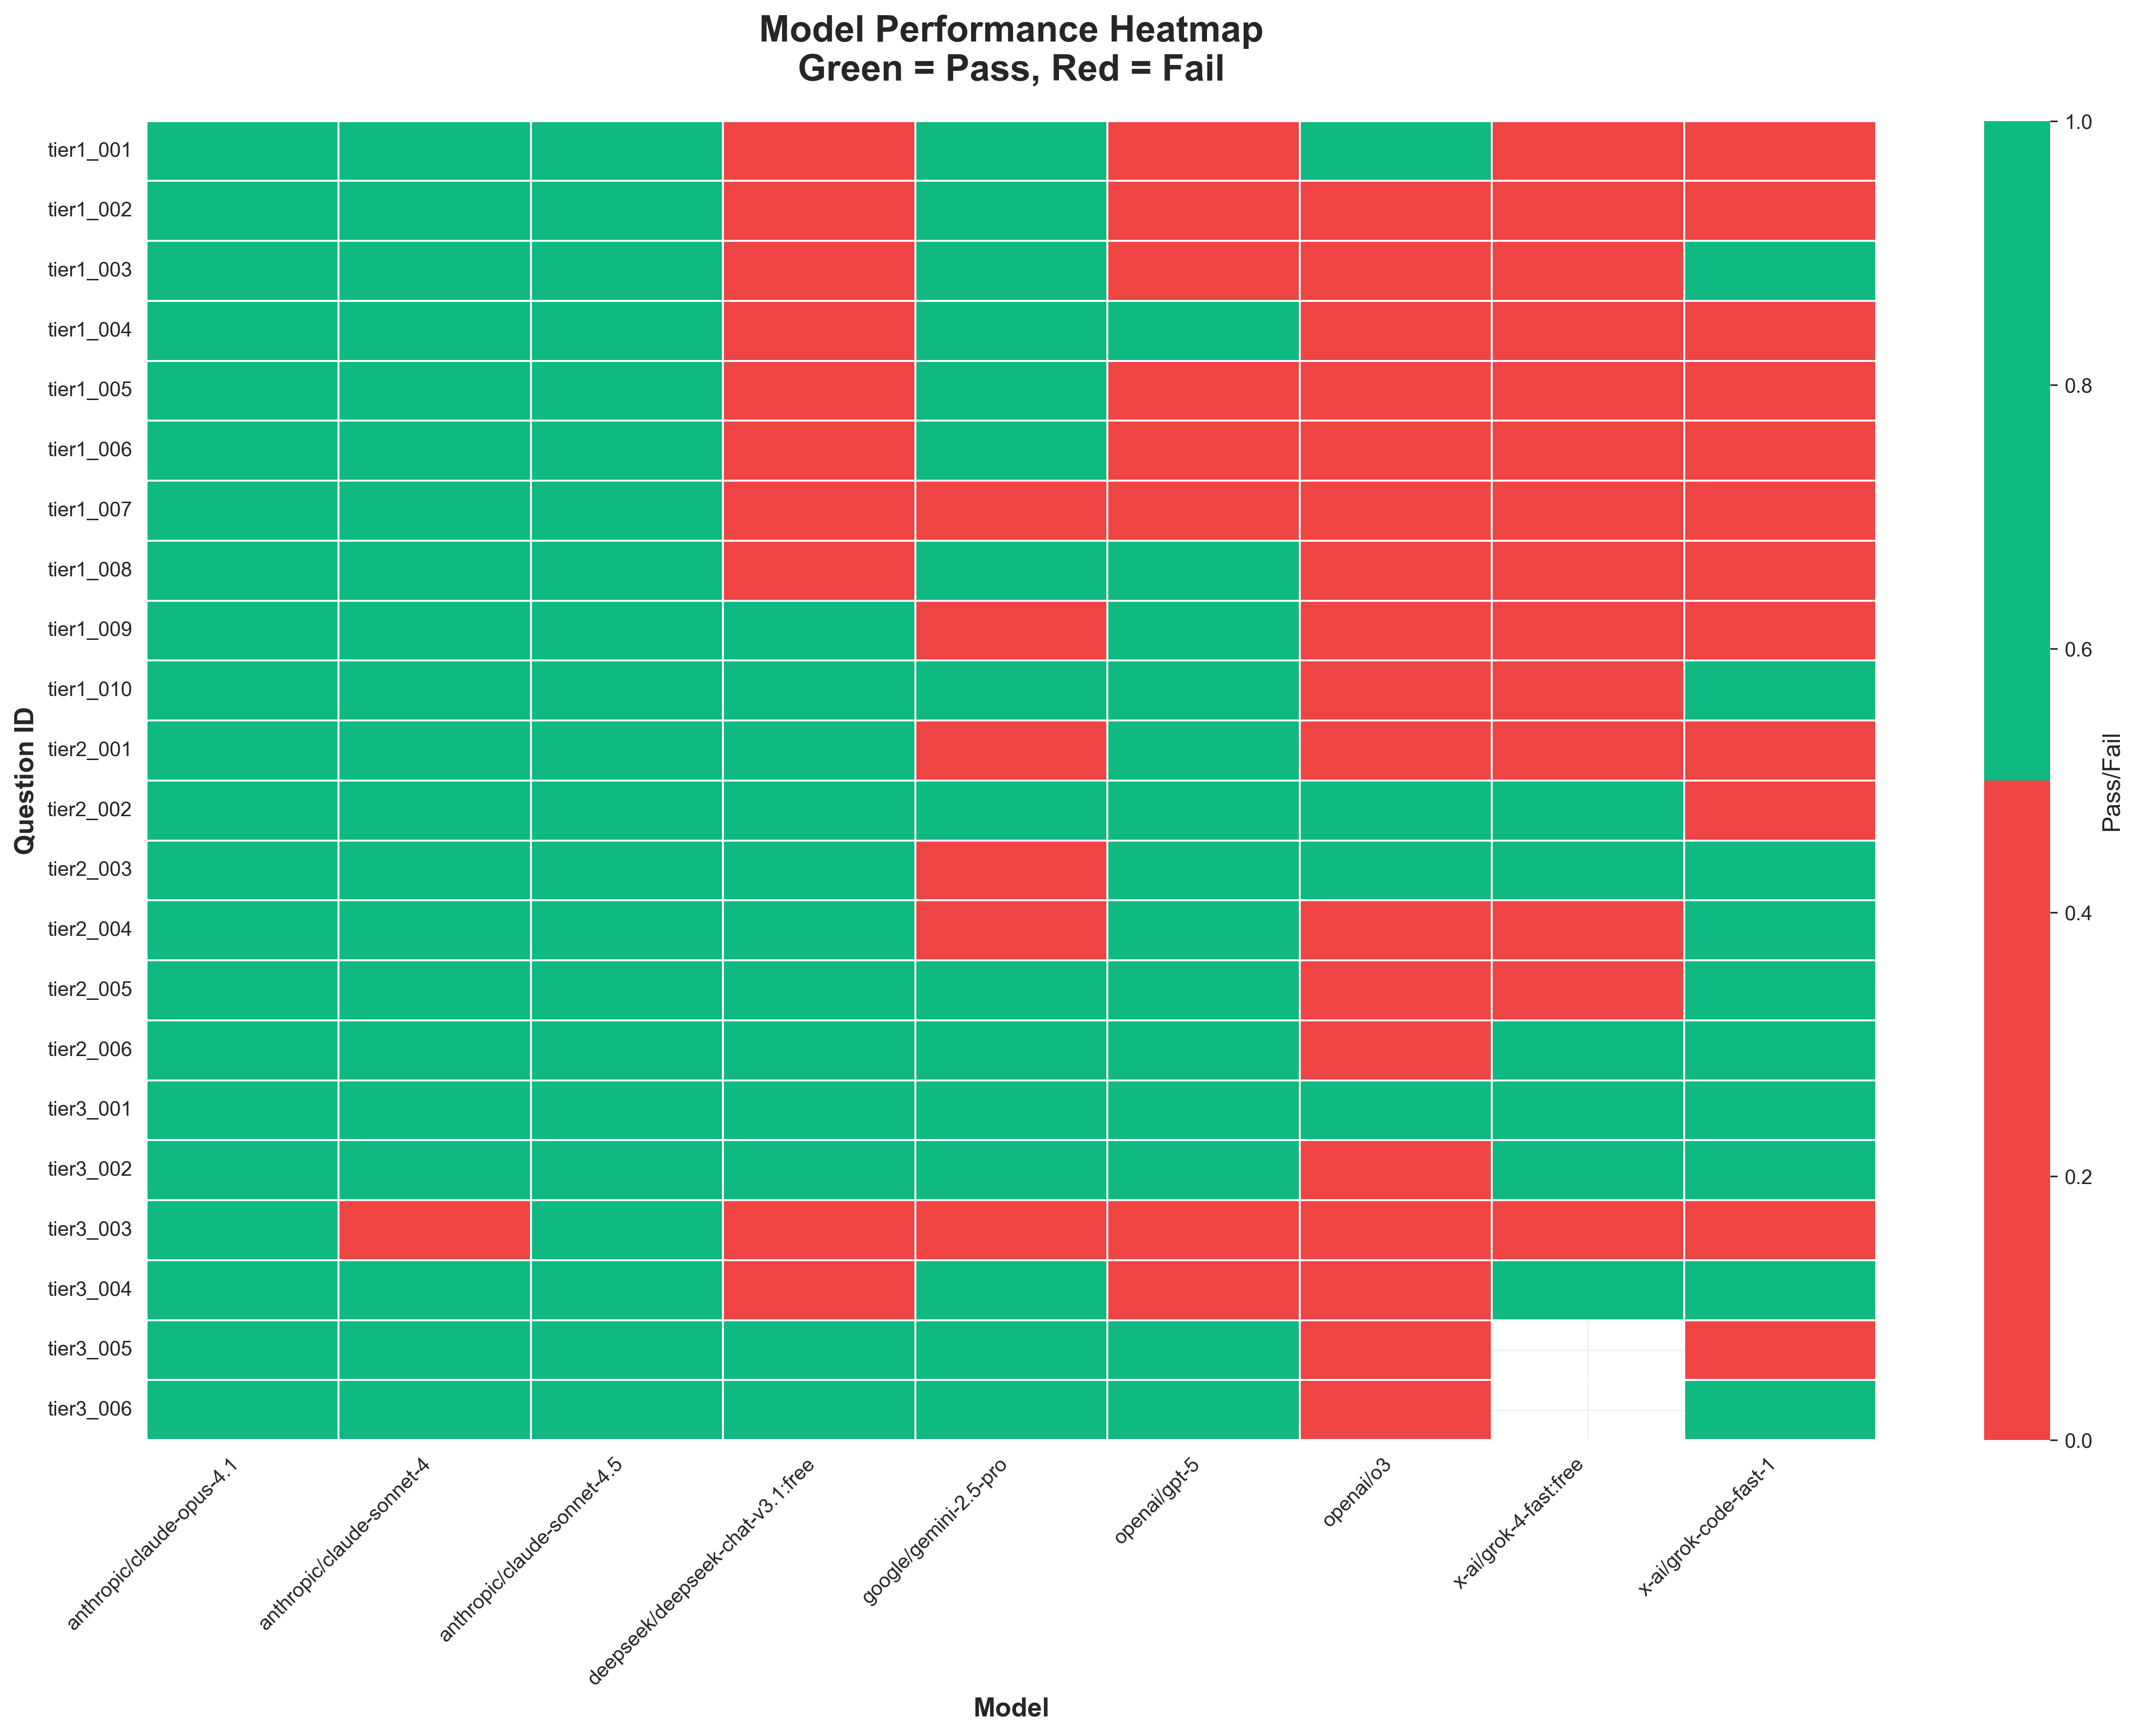 Model Performance Heatmap
Green = Pass, Red = Fail
Question ID
tier1_001
tier1_002
tier1_003
tier1_004
tier1_005
tier1_006
tier1_007
tier1_008
tier1_009
tier1_010
tier2_001
tier2_002
tier2_003
tier2_004
tier2_005
tier2_006
tier3_001
tier3_002
tier3_003
tier3_004
tier3_005
tier3_006
anthropic/claude-opus-4.1
anthropic/claude-sonnet-4
anthropic/claude-sonnet-4.5
deepseek/deepseek-chat-v3.1:free
google/gemini-2.5-pro
openai/gpt-5
openai/o3
x-ai/grok-4-fast:free
x-ai/grok-code-fast-1
Model
1.0
0.8
0.6
0.4
0.2
0.0
Pass/Fail